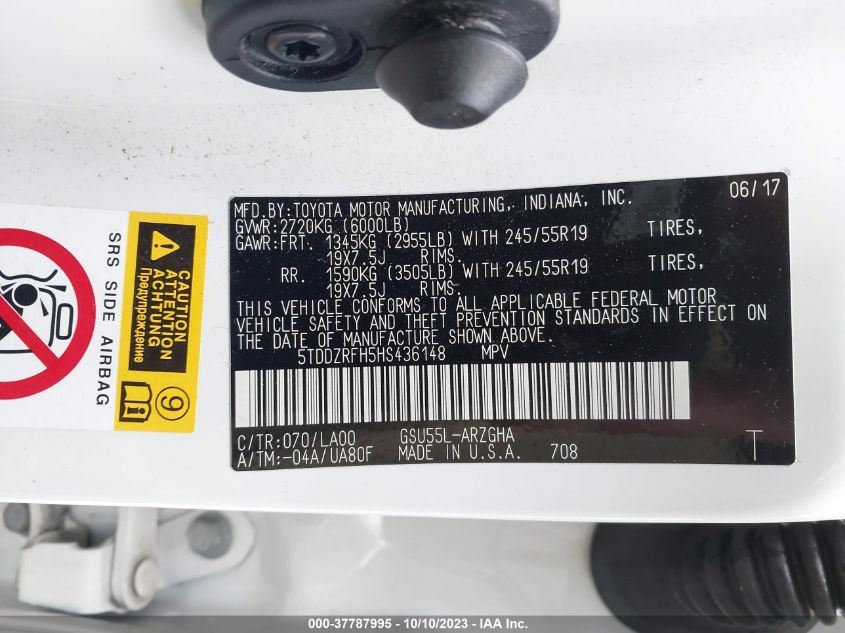 MFD.BY:TOYOTA MOTOR MANUFACTURING, INDIANA, INC. 06/17
GVWR:2720KG (6000LB)
GAWR:FRT. 1345KG (2955LB) WITH 245/55R19 TIRES,
19X7.5J RIMS.
RR. 1590KG (3505LB) WITH 245/55R19 TIRES,
19X7.5J RIMS.
THIS VEHICLE CONFORMS TO ALL APPLICABLE FEDERAL MOTOR
VEHICLE SAFETY AND THEFT PREVENTION STANDARDS IN EFFECT ON
THE DATE OF MANUFACTURE SHOWN ABOVE.
5TDDZRFH5HS436148 MPV
C/TR:070/LA00 GSU55L-ARZGHA
A/TM:-04A/UA80F MADE IN U.S.A. 708 T
SRS SIDE AIRBAG
CAUTION
ATTENTION
ACHTUNG
Предупреждение
9
000-37787995 - 10/10/2023 - IAA Inc.